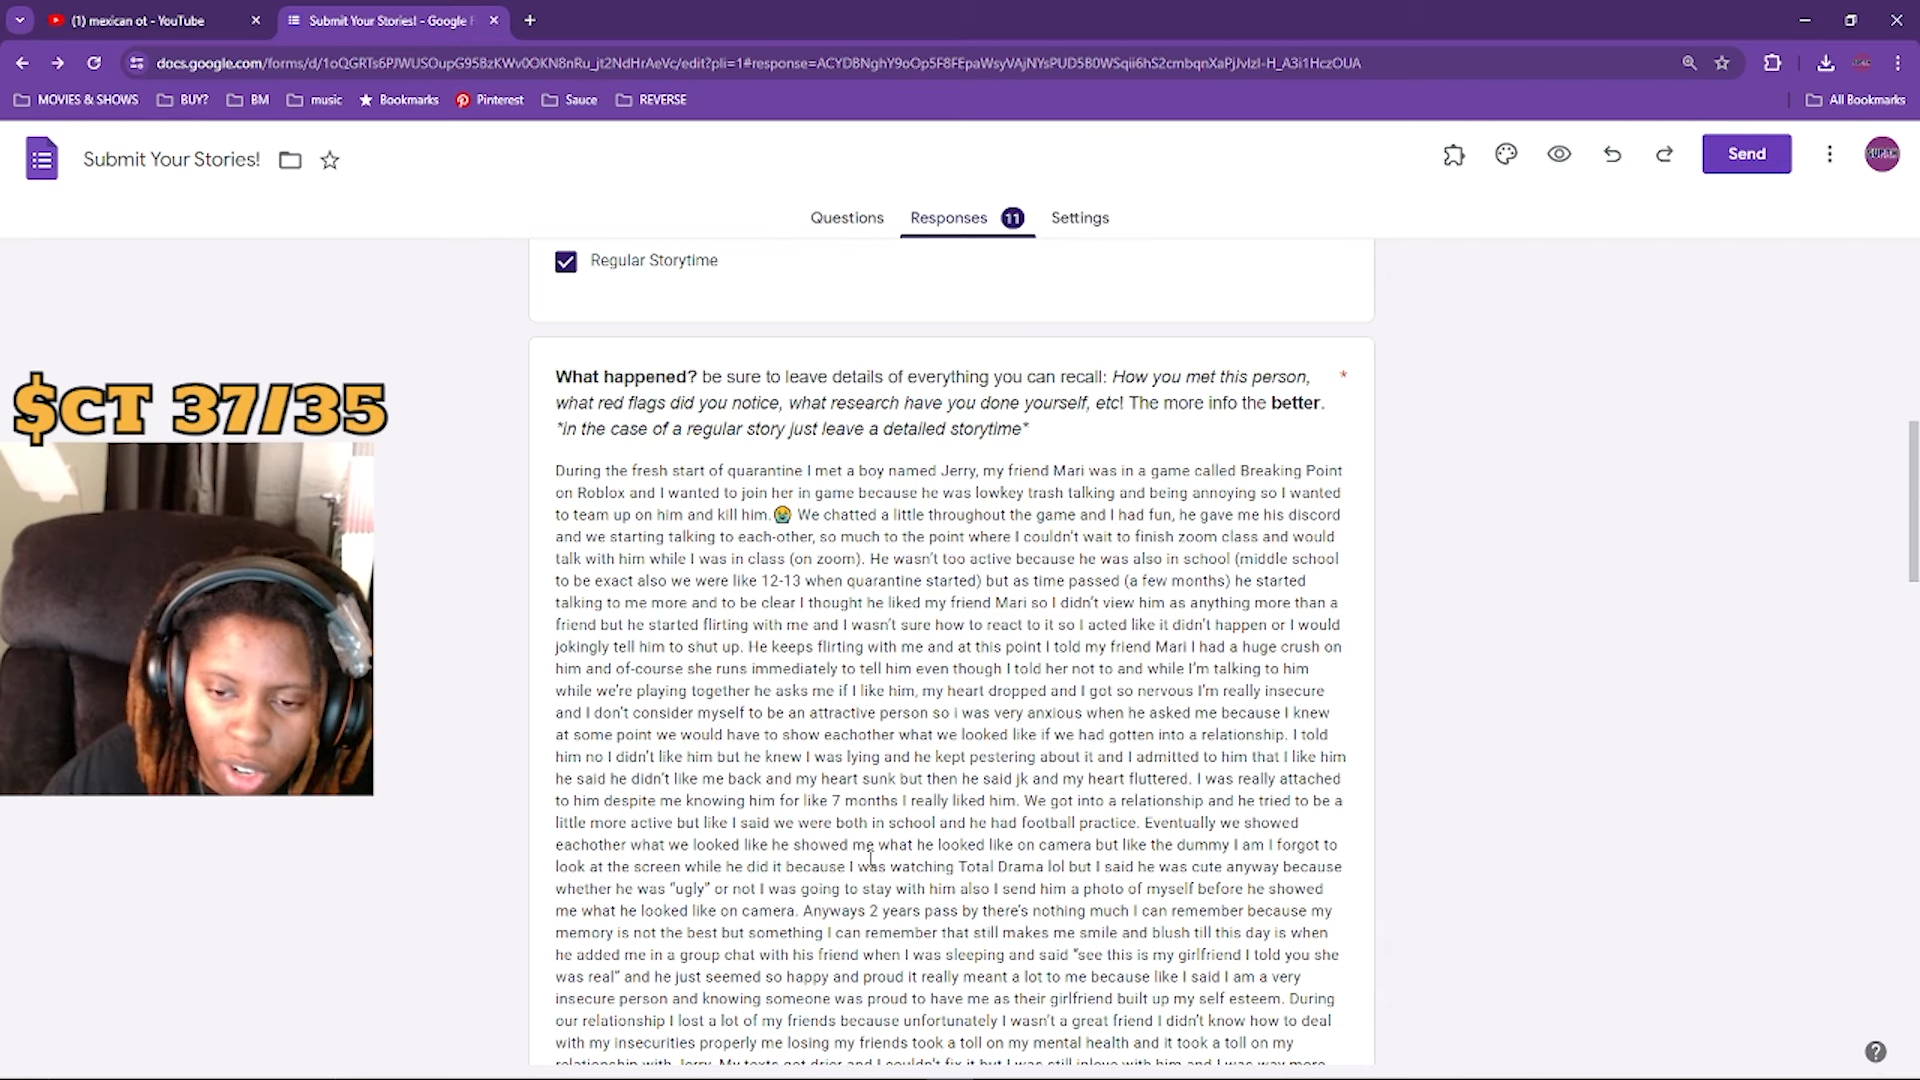 (1) mexican ot - YouTube
Submit Your Stories! - Google F
docs.google.com/forms/d/1oQGRTs6PJWUSOupG958zKWv0OKN8nRu_jt2NdHrAeVc/edit?pli=1#response=ACYDBNghY9oOp5F8FEpaWsyVAjNYsPUD5B0WSqii6hS2cmbqnXaPjJvIzl-H_A3i1HczOUA
MOVIES & SHOWS BUY? BM music Bookmarks Pinterest Sauce REVERSE All Bookmarks
Submit Your Stories!
Send
Questions Responses 11 Settings
Regular Storytime
$CT 37/35
What happened? be sure to leave details of everything you can recall: How you met this person, *
what red flags did you notice, what research have you done yourself, etc! The more info the better.
*in the case of a regular story just leave a detailed storytime*
During the fresh start of quarantine I met a boy named Jerry, my friend Mari was in a game called Breaking Point
on Roblox and I wanted to join her in game because he was lowkey trash talking and being annoying so I wanted
to team up on him and kill him.😭 We chatted a little throughout the game and I had fun, he gave me his discord
and we starting talking to each-other, so much to the point where I couldn't wait to finish zoom class and would
talk with him while I was in class (on zoom). He wasn't too active because he was also in school (middle school
to be exact also we were like 12-13 when quarantine started) but as time passed (a few months) he started
talking to me more and to be clear I thought he liked my friend Mari so I didn't view him as anything more than a
friend but he started flirting with me and I wasn't sure how to react to it so I acted like it didn't happen or I would
jokingly tell him to shut up. He keeps flirting with me and at this point I told my friend Mari I had a huge crush on
him and of-course she runs immediately to tell him even though I told her not to and while I'm talking to him
while we're playing together he asks me if I like him, my heart dropped and I got so nervous I'm really insecure
and I don't consider myself to be an attractive person so i was very anxious when he asked me because I knew
at some point we would have to show eachother what we looked like if we had gotten into a relationship. I told
him no I didn't like him but he knew I was lying and he kept pestering about it and I admitted to him that I like him
he said he didn't like me back and my heart sunk but then he said jk and my heart fluttered. I was really attached
to him despite me knowing him for like 7 months I really liked him. We got into a relationship and he tried to be a
little more active but like I said we were both in school and he had football practice. Eventually we showed
eachother what we looked like he showed me what he looked like on camera but like the dummy I am I forgot to
look at the screen while he did it because I was watching Total Drama lol but I said he was cute anyway because
whether he was "ugly" or not I was going to stay with him also I send him a photo of myself before he showed
me what he looked like on camera. Anyways 2 years pass by there's nothing much I can remember because my
memory is not the best but something I can remember that still makes me smile and blush till this day is when
he added me in a group chat with his friend when I was sleeping and said "see this is my girlfriend I told you she
was real" and he just seemed so happy and proud it really meant a lot to me because like I said I am a very
insecure person and knowing someone was proud to have me as their girlfriend built up my self esteem. During
our relationship I lost a lot of my friends because unfortunately I wasn't a great friend I didn't know how to deal
with my insecurities properly me losing my friends took a toll on my mental health and it took a toll on my
relationship with Jerry. My texts got drier and I couldn't fix it but I was still inlove with him and I was way more